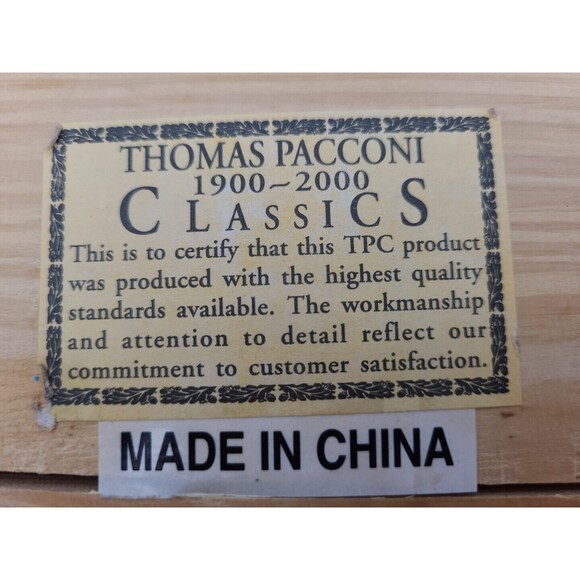 THOMAS PACCONI
1900~2000
CLASSICS
This is to certify that this TPC product
was produced with the highest quality
standards available. The workmanship
and attention to detail reflect our
commitment to customer satisfaction.
MADE IN CHINA